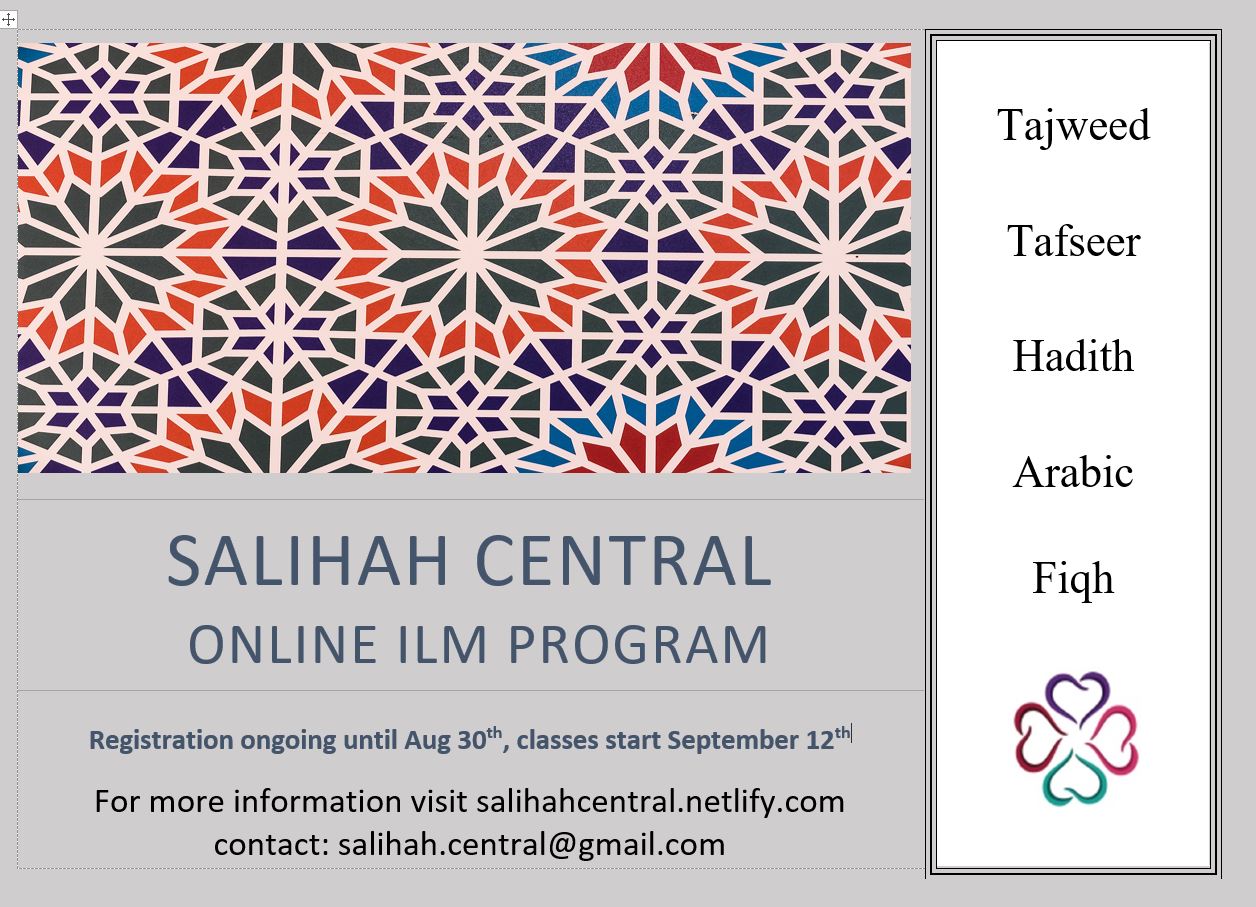 Tajweed
Tafseer
Hadith
Arabic
Fiqh
SALIHAH CENTRAL
ONLINE ILM PROGRAM
Registration ongoing until Aug 30th, classes start September 12th
For more information visit salihahcentral.netlify.com
contact: salihah.central@gmail.com